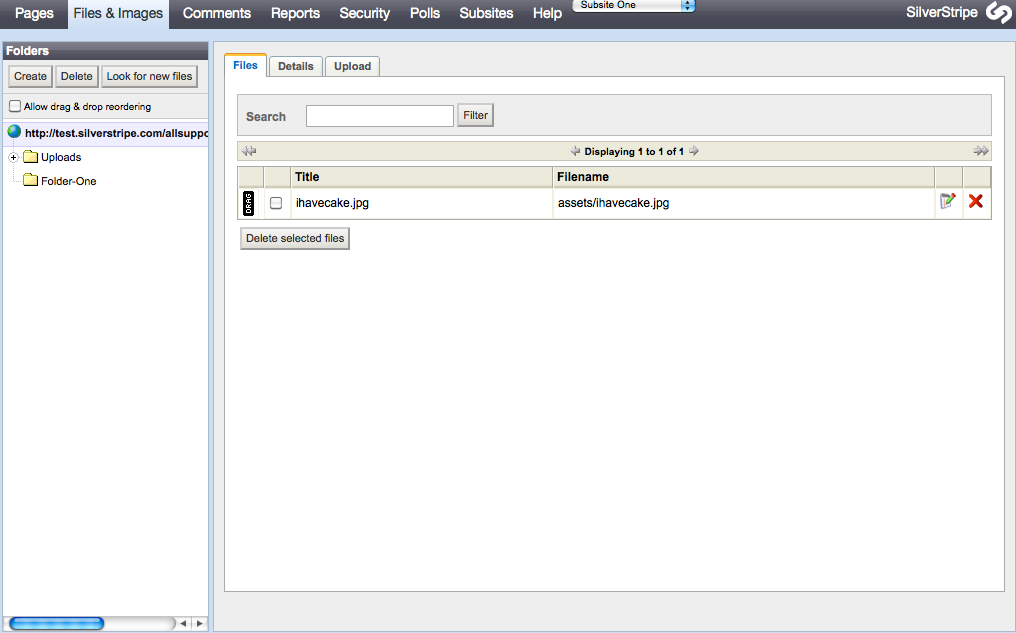 Pages Files & Images Comments Reports Security Polls Subsites Help Subsite One SilverStripe
Folders
Create Delete Look for new files
Allow drag & drop reordering
http://test.silverstripe.com/allsuppo
Uploads
Folder-One
Files Details Upload
Search Filter
Displaying 1 to 1 of 1
Title Filename
DRAG ihavecake.jpg assets/ihavecake.jpg
Delete selected files